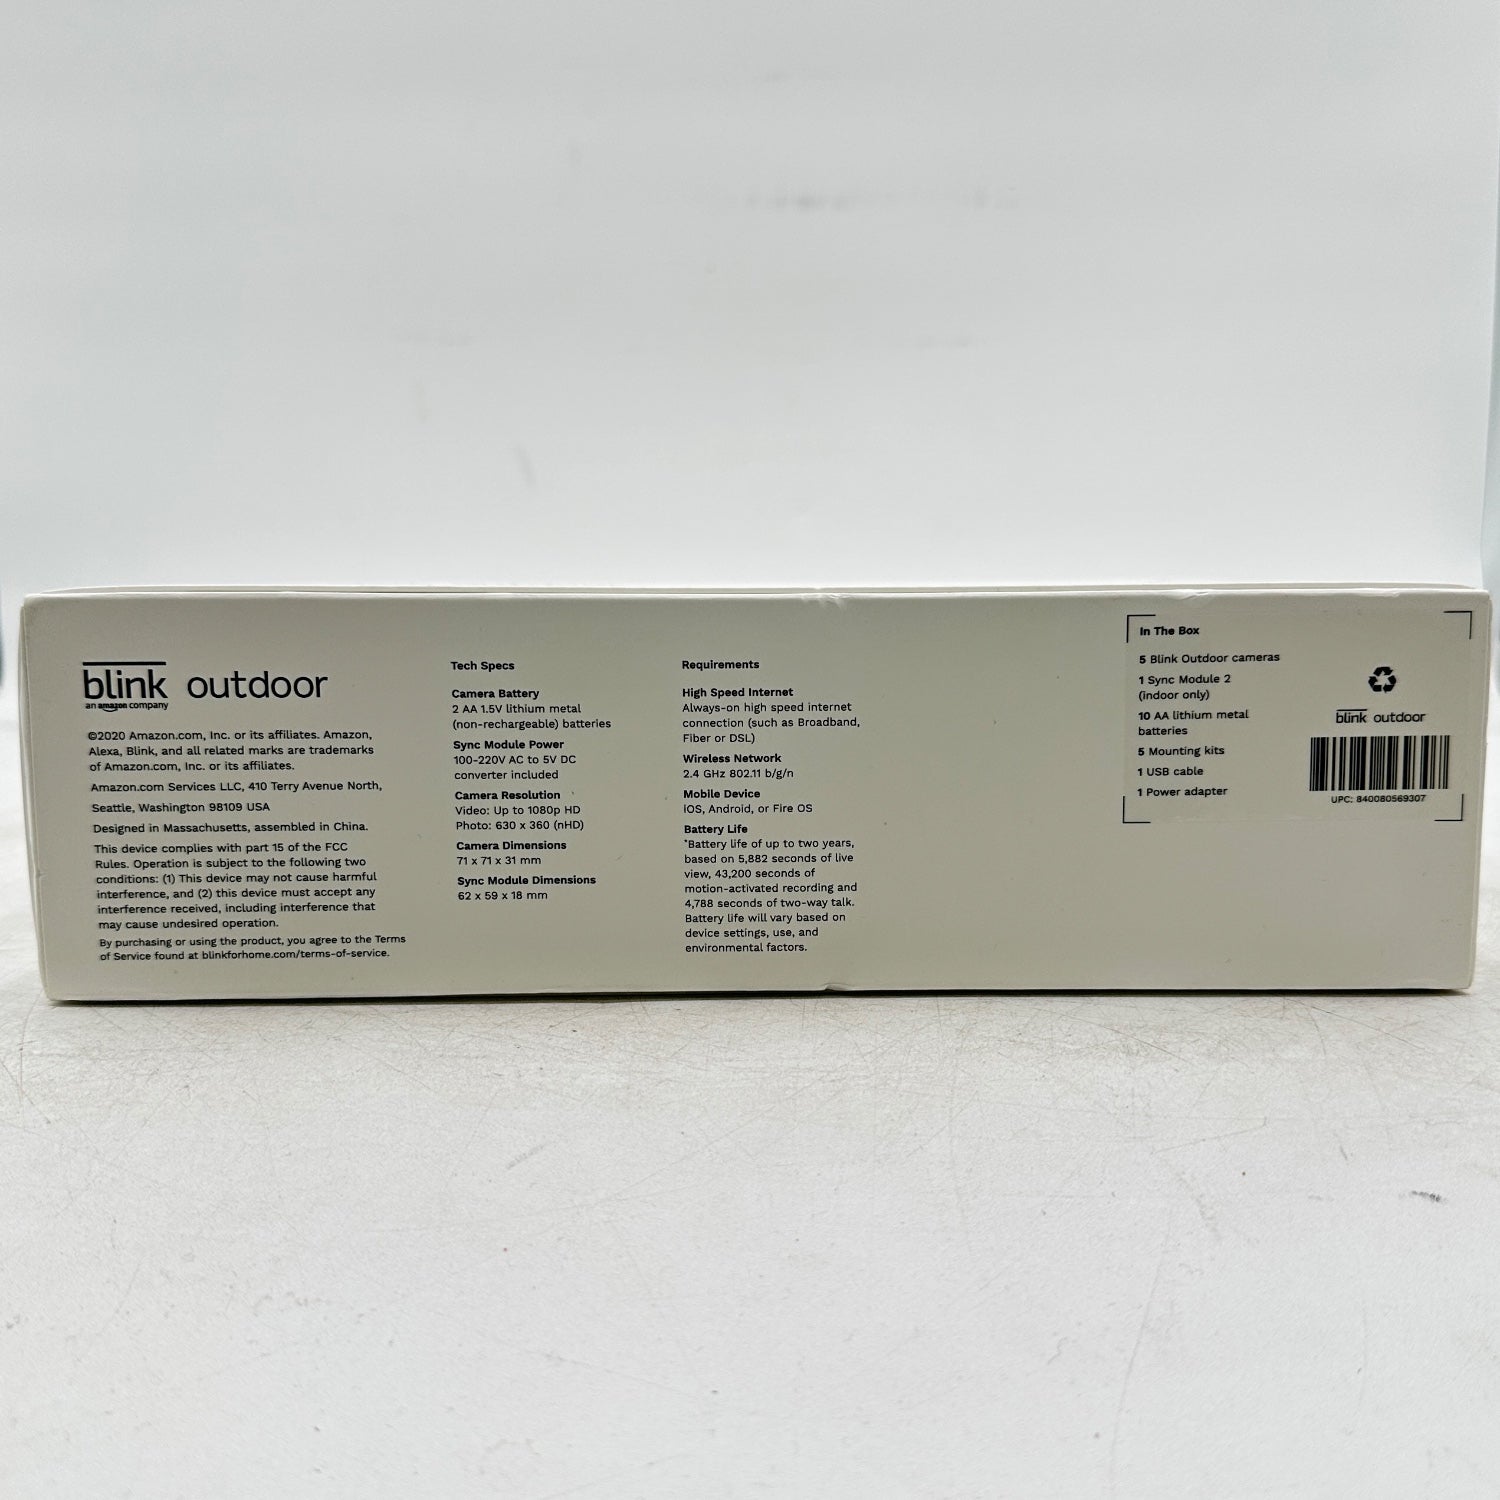 blink outdoor
an amazon company
©2020 Amazon.com, Inc. or its affiliates. Amazon,
Alexa, Blink, and all related marks are trademarks
of Amazon.com, Inc. or its affiliates.
Amazon.com Services LLC, 410 Terry Avenue North,
Seattle, Washington 98109 USA
Designed in Massachusetts, assembled in China.
This device complies with part 15 of the FCC
Rules. Operation is subject to the following two
conditions: (1) This device may not cause harmful
interference, and (2) this device must accept any
interference received, including interference that
may cause undesired operation.
By purchasing or using the product, you agree to the Terms
of Service found at blinkforhome.com/terms-of-service.
Tech Specs
Camera Battery
2 AA 1.5V lithium metal
(non-rechargeable) batteries
Sync Module Power
100-220V AC to 5V DC
converter included
Camera Resolution
Video: Up to 1080p HD
Photo: 630 x 360 (nHD)
Camera Dimensions
71 x 71 x 31 mm
Sync Module Dimensions
62 x 59 x 18 mm
Requirements
High Speed Internet
Always-on high speed internet
connection (such as Broadband,
Fiber or DSL)
Wireless Network
2.4 GHz 802.11 b/g/n
Mobile Device
iOS, Android, or Fire OS
Battery Life
*Battery life of up to two years,
based on 5,882 seconds of live
view, 43,200 seconds of
motion-activated recording and
4,788 seconds of two-way talk.
Battery life will vary based on
device settings, use, and
environmental factors.
In The Box
5 Blink Outdoor cameras
1 Sync Module 2
(indoor only)
10 AA lithium metal
batteries
5 Mounting kits
1 USB cable
1 Power adapter
blink outdoor
UPC: 840080569307